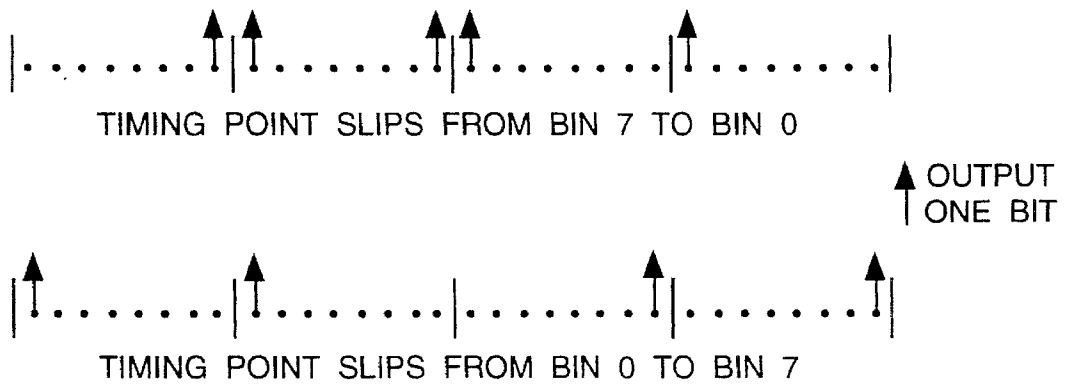 TIMING POINT SLIPS FROM BIN 7 TO BIN 0
OUTPUT
ONE BIT
TIMING POINT SLIPS FROM BIN 0 TO BIN 7